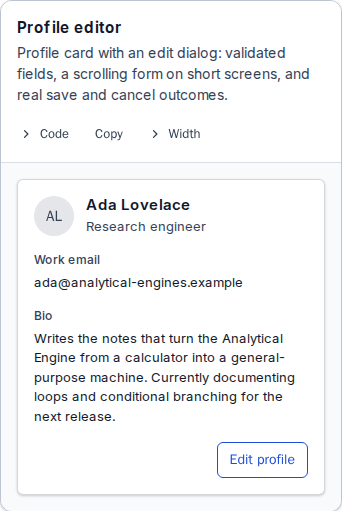 Profile editor
Profile card with an edit dialog: validated
fields, a scrolling form on short screens, and
real save and cancel outcomes.
Code Copy Width
AL
Ada Lovelace
Research engineer
Work email
ada@analytical-engines.example
Bio
Writes the notes that turn the Analytical
Engine from a calculator into a general-
purpose machine. Currently documenting
loops and conditional branching for the
next release.
Edit profile